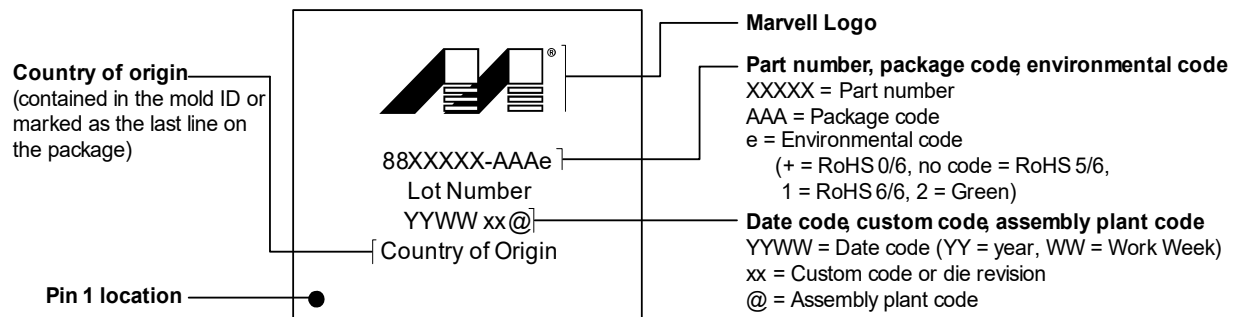 Country of origin
(contained in the mold ID or
marked as the last line on
the package)
Pin 1 location
®
88XXXXX-AAAe
Lot Number
YYWW xx@
Country of Origin
Marvell Logo
Part number, package code, environmental code
XXXXX = Part number
AAA = Package code
e = Environmental code
(+ = RoHS 0/6, no code = RoHS 5/6,
1 = RoHS 6/6, 2 = Green)
Date code, custom code, assembly plant code
YYWW = Date code (YY = year, WW = Work Week)
xx = Custom code or die revision
@ = Assembly plant code